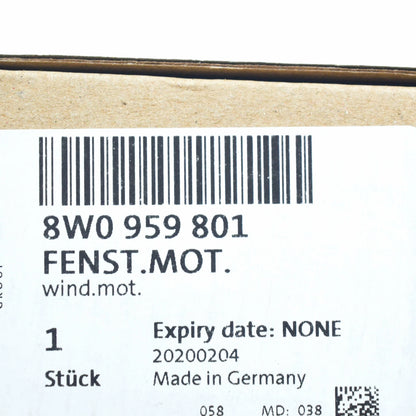 8W0 959 801
FENST.MOT.
wind.mot.
1 Expiry date: NONE
20200204
Stück Made in Germany
058 MD: 038